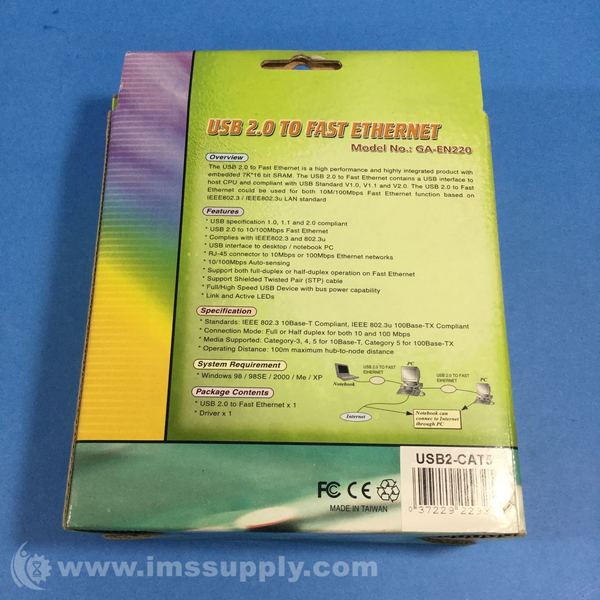 USB 2.0 TO FAST ETHERNET
Model No.: GA-EN220
Overview
The USB 2.0 to Fast Ethernet is a high performance and highly integrated product with
embedded 7K*16 bit SRAM. The USB 2.0 to Fast Ethernet contains a USB interface to
host CPU and compliant with USB Standard V1.0, V1.1 and V2.0. The USB 2.0 to Fast
Ethernet could be used for both 10M/100Mbps Fast Ethernet function based on
IEEE802.3 / IEEE802.3u LAN standard
Features
* USB specification 1.0, 1.1 and 2.0 compliant
* USB 2.0 to 10/100Mbps Fast Ethernet
* Complies with IEEE802.3 and 802.3u
* USB interface to desktop / notebook PC
* RJ-45 connector to 10Mbps or 100Mbps Ethernet networks
* 10/100Mbps Auto-sensing
* Support both full-duplex or half-duplex operation on Fast Ethernet
* Support Shielded Twisted Pair (STP) cable
* Full/High Speed USB Device with bus power capability
* Link and Active LEDs
Specification
* Standards: IEEE 802.3 10Base-T Compliant, IEEE 802.3u 100Base-TX Compliant
* Connection Mode: Full or Half duplex for both 10 and 100 Mbps
* Media Supported: Category-3, 4, 5 for 10Base-T, Category 5 for 100Base-TX
* Operating Distance: 100m maximum hub-to-node distance
System Requirement
* Windows 98 / 98SE / 2000 / Me / XP
Package Contents
* USB 2.0 to Fast Ethernet x 1
* Driver x 1
USB 2.0 TO FAST
ETHERNET
PC
USB 2.0 TO FAST
ETHERNET
PC
Notebook
Internet
Notebook can
connec to Internet
through PC
FC CE
MADE IN TAIWAN
USB2-CAT5
0 37229 229
www.imssupply.com